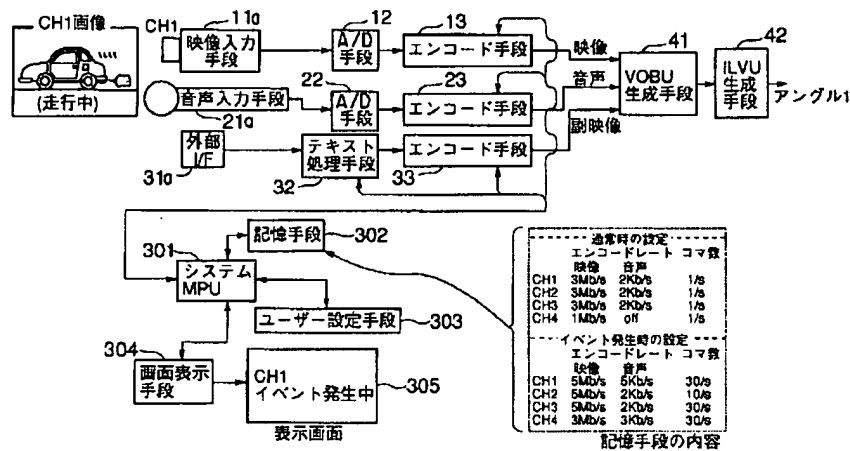 CH1画像
(走行中)
CH1
11a
映像入力
手段
12
A/D
手段
13
エンコード手段
映像
41
VOBU
生成手段
42
ILVU
生成
手段
アングル1
音声入力手段
21a
22
A/D
手段
23
エンコード手段
音声
外部
I/F
31a
テキスト
処理手段
32
エンコード手段
33
副映像
301
システム
MPU
記憶手段
302
ユーザー設定手段
303
304
画面表示
手段
CH1
イベント発生中
305
表示画面
通常時の設定
エンコードレート コマ数
映像 音声
CH1 3Mb/s 2Kb/s 1/s
CH2 3Mb/s 2Kb/s 1/s
CH3 3Mb/s 2Kb/s 1/s
CH4 1Mb/s off 1/s
イベント発生時の設定
エンコードレート コマ数
映像 音声
CH1 5Mb/s 5Kb/s 30/s
CH2 5Mb/s 2Kb/s 10/s
CH3 5Mb/s 2Kb/s 30/s
CH4 3Mb/s 3Kb/s 30/s
記憶手段の内容